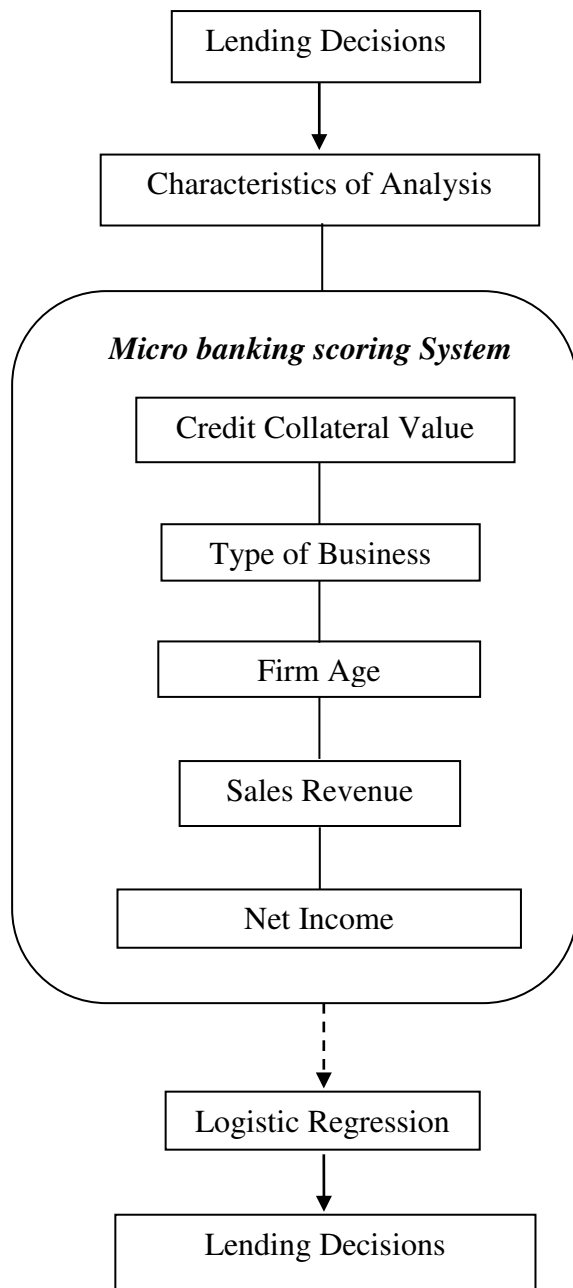 Lending Decisions
Characteristics of Analysis
Micro banking scoring System
Credit Collateral Value
Type of Business
Firm Age
Sales Revenue
Net Income
Logistic Regression
Lending Decisions